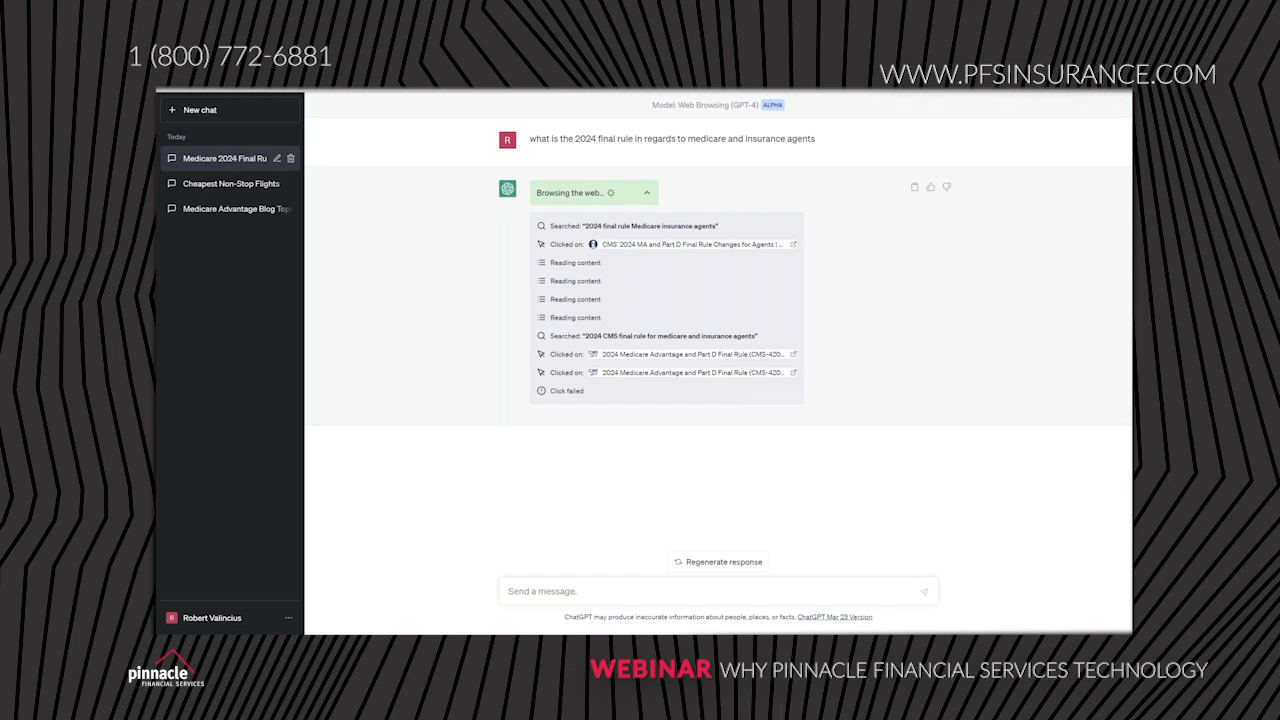 1 (800) 772-6881
WWW.PFSINSURANCE.COM
New chat
Today
Medicare 2024 Final Ru
Cheapest Non-Stop Flights
Medicare Advantage Blog Top
Robert Valincius
Model: Web Browsing (GPT-4) ALPHA
R what is the 2024 final rule in regards to medicare and insurance agents
Browsing the web...
Searched: "2024 final rule Medicare insurance agents"
Clicked on: CMS' 2024 MA and Part D Final Rule Changes for Agents | ...
Reading content
Reading content
Reading content
Reading content
Searched: "2024 CMS final rule for medicare and insurance agents"
Clicked on: 2024 Medicare Advantage and Part D Final Rule (CMS-420...
Clicked on: 2024 Medicare Advantage and Part D Final Rule (CMS-420...
Click failed
Regenerate response
Send a message.
ChatGPT may produce inaccurate information about people, places, or facts. ChatGPT Mar 23 Version
pinnacle
FINANCIAL SERVICES
WEBINAR WHY PINNACLE FINANCIAL SERVICES TECHNOLOGY